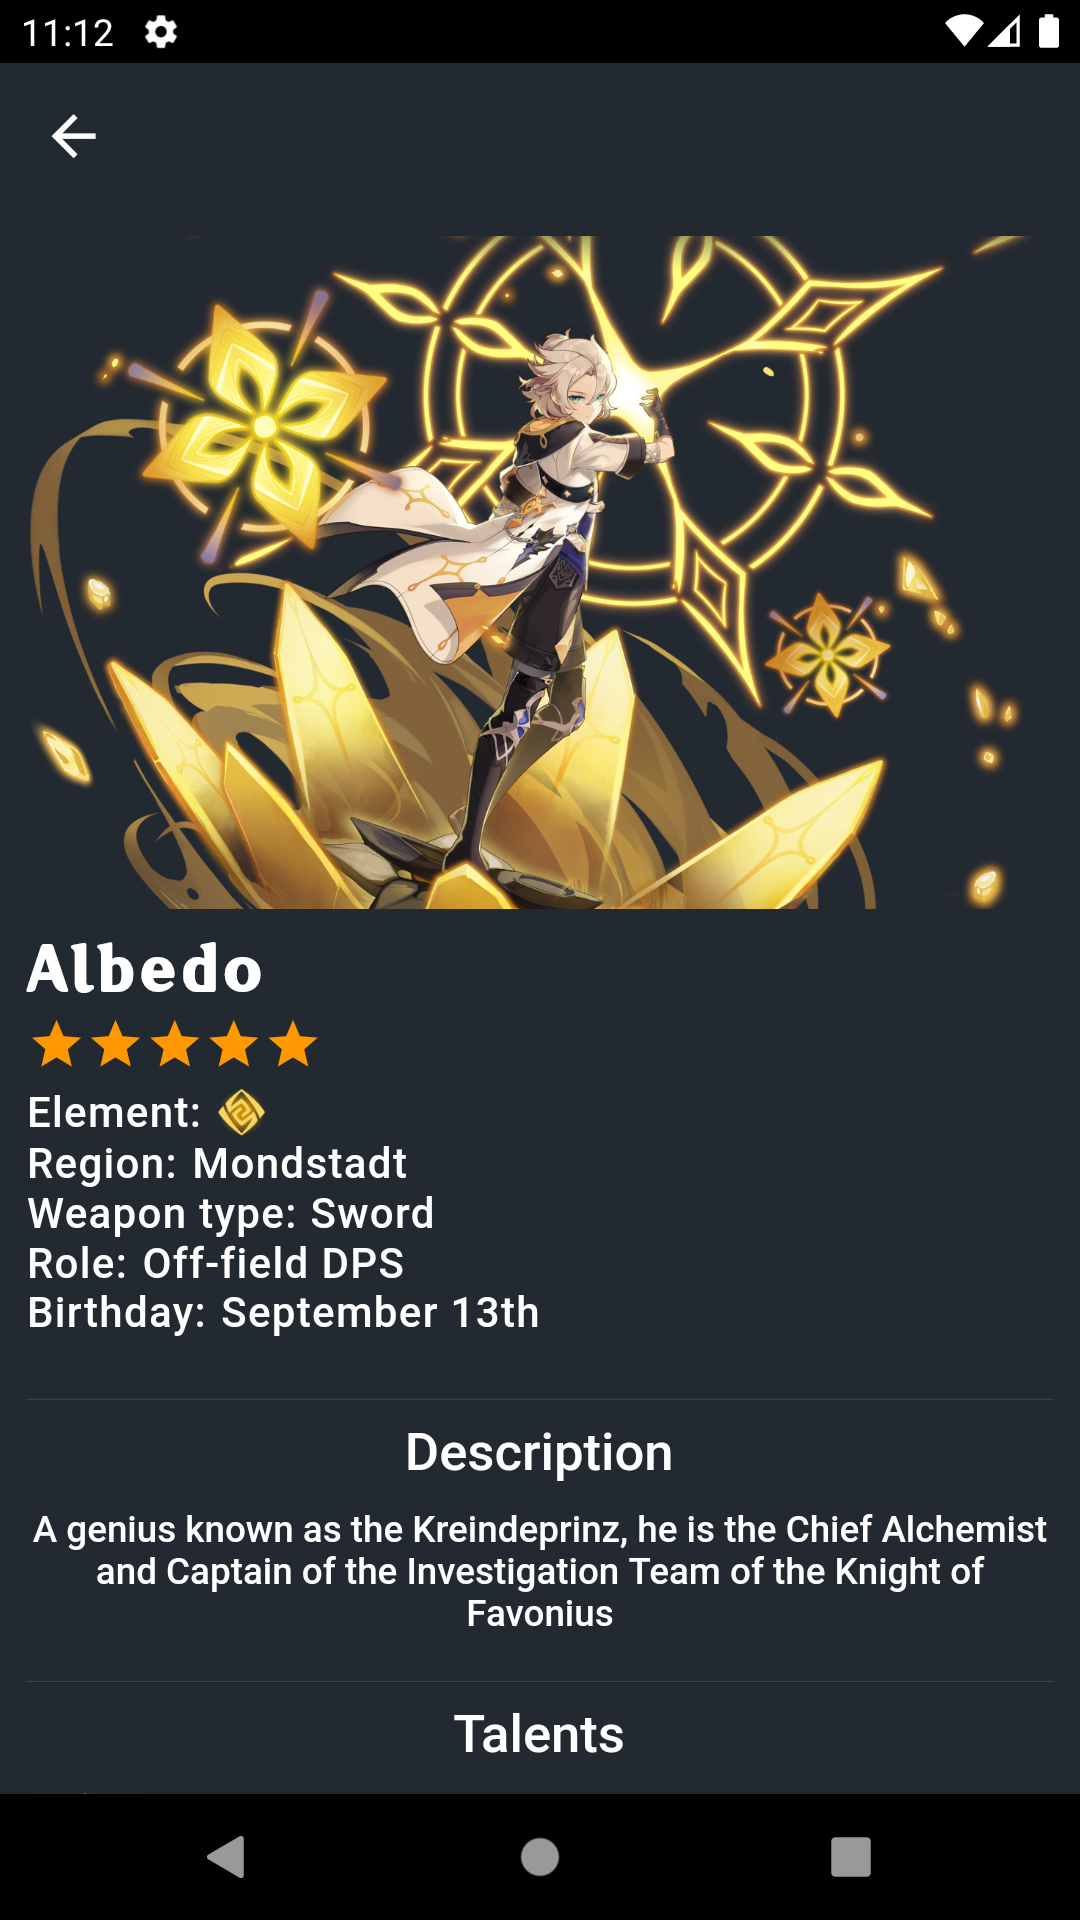 11:12
Albedo
Element:
Region: Mondstadt
Weapon type: Sword
Role: Off-field DPS
Birthday: September 13th
Description
A genius known as the Kreindeprinz, he is the Chief Alchemist
and Captain of the Investigation Team of the Knight of
Favonius
Talents